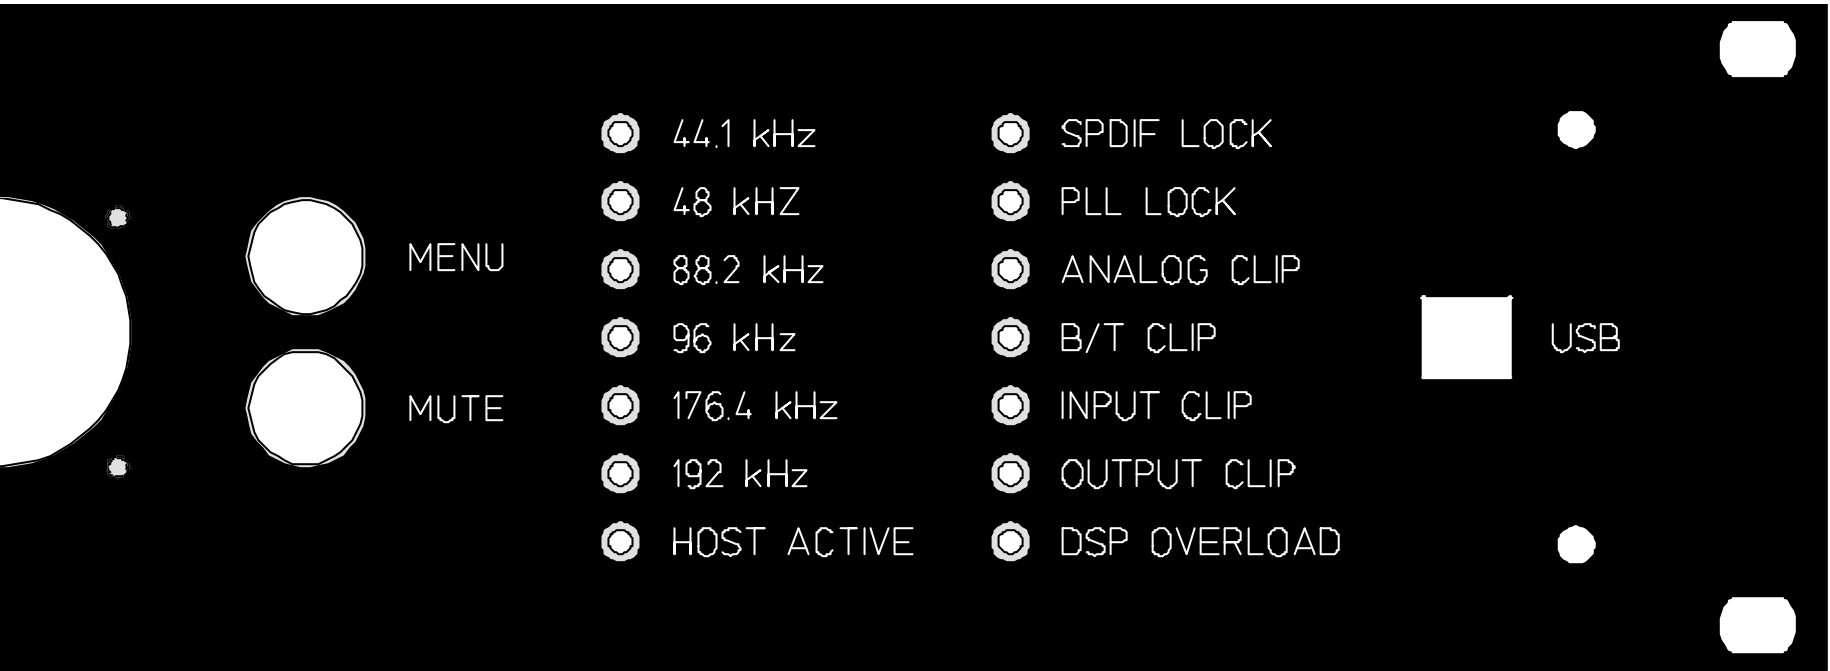 MENU
MUTE
44.1 kHz
48 kHZ
88.2 kHz
96 kHz
176.4 kHz
192 kHz
HOST ACTIVE
SPDIF LOCK
PLL LOCK
ANALOG CLIP
B/T CLIP
INPUT CLIP
OUTPUT CLIP
DSP OVERLOAD
USB